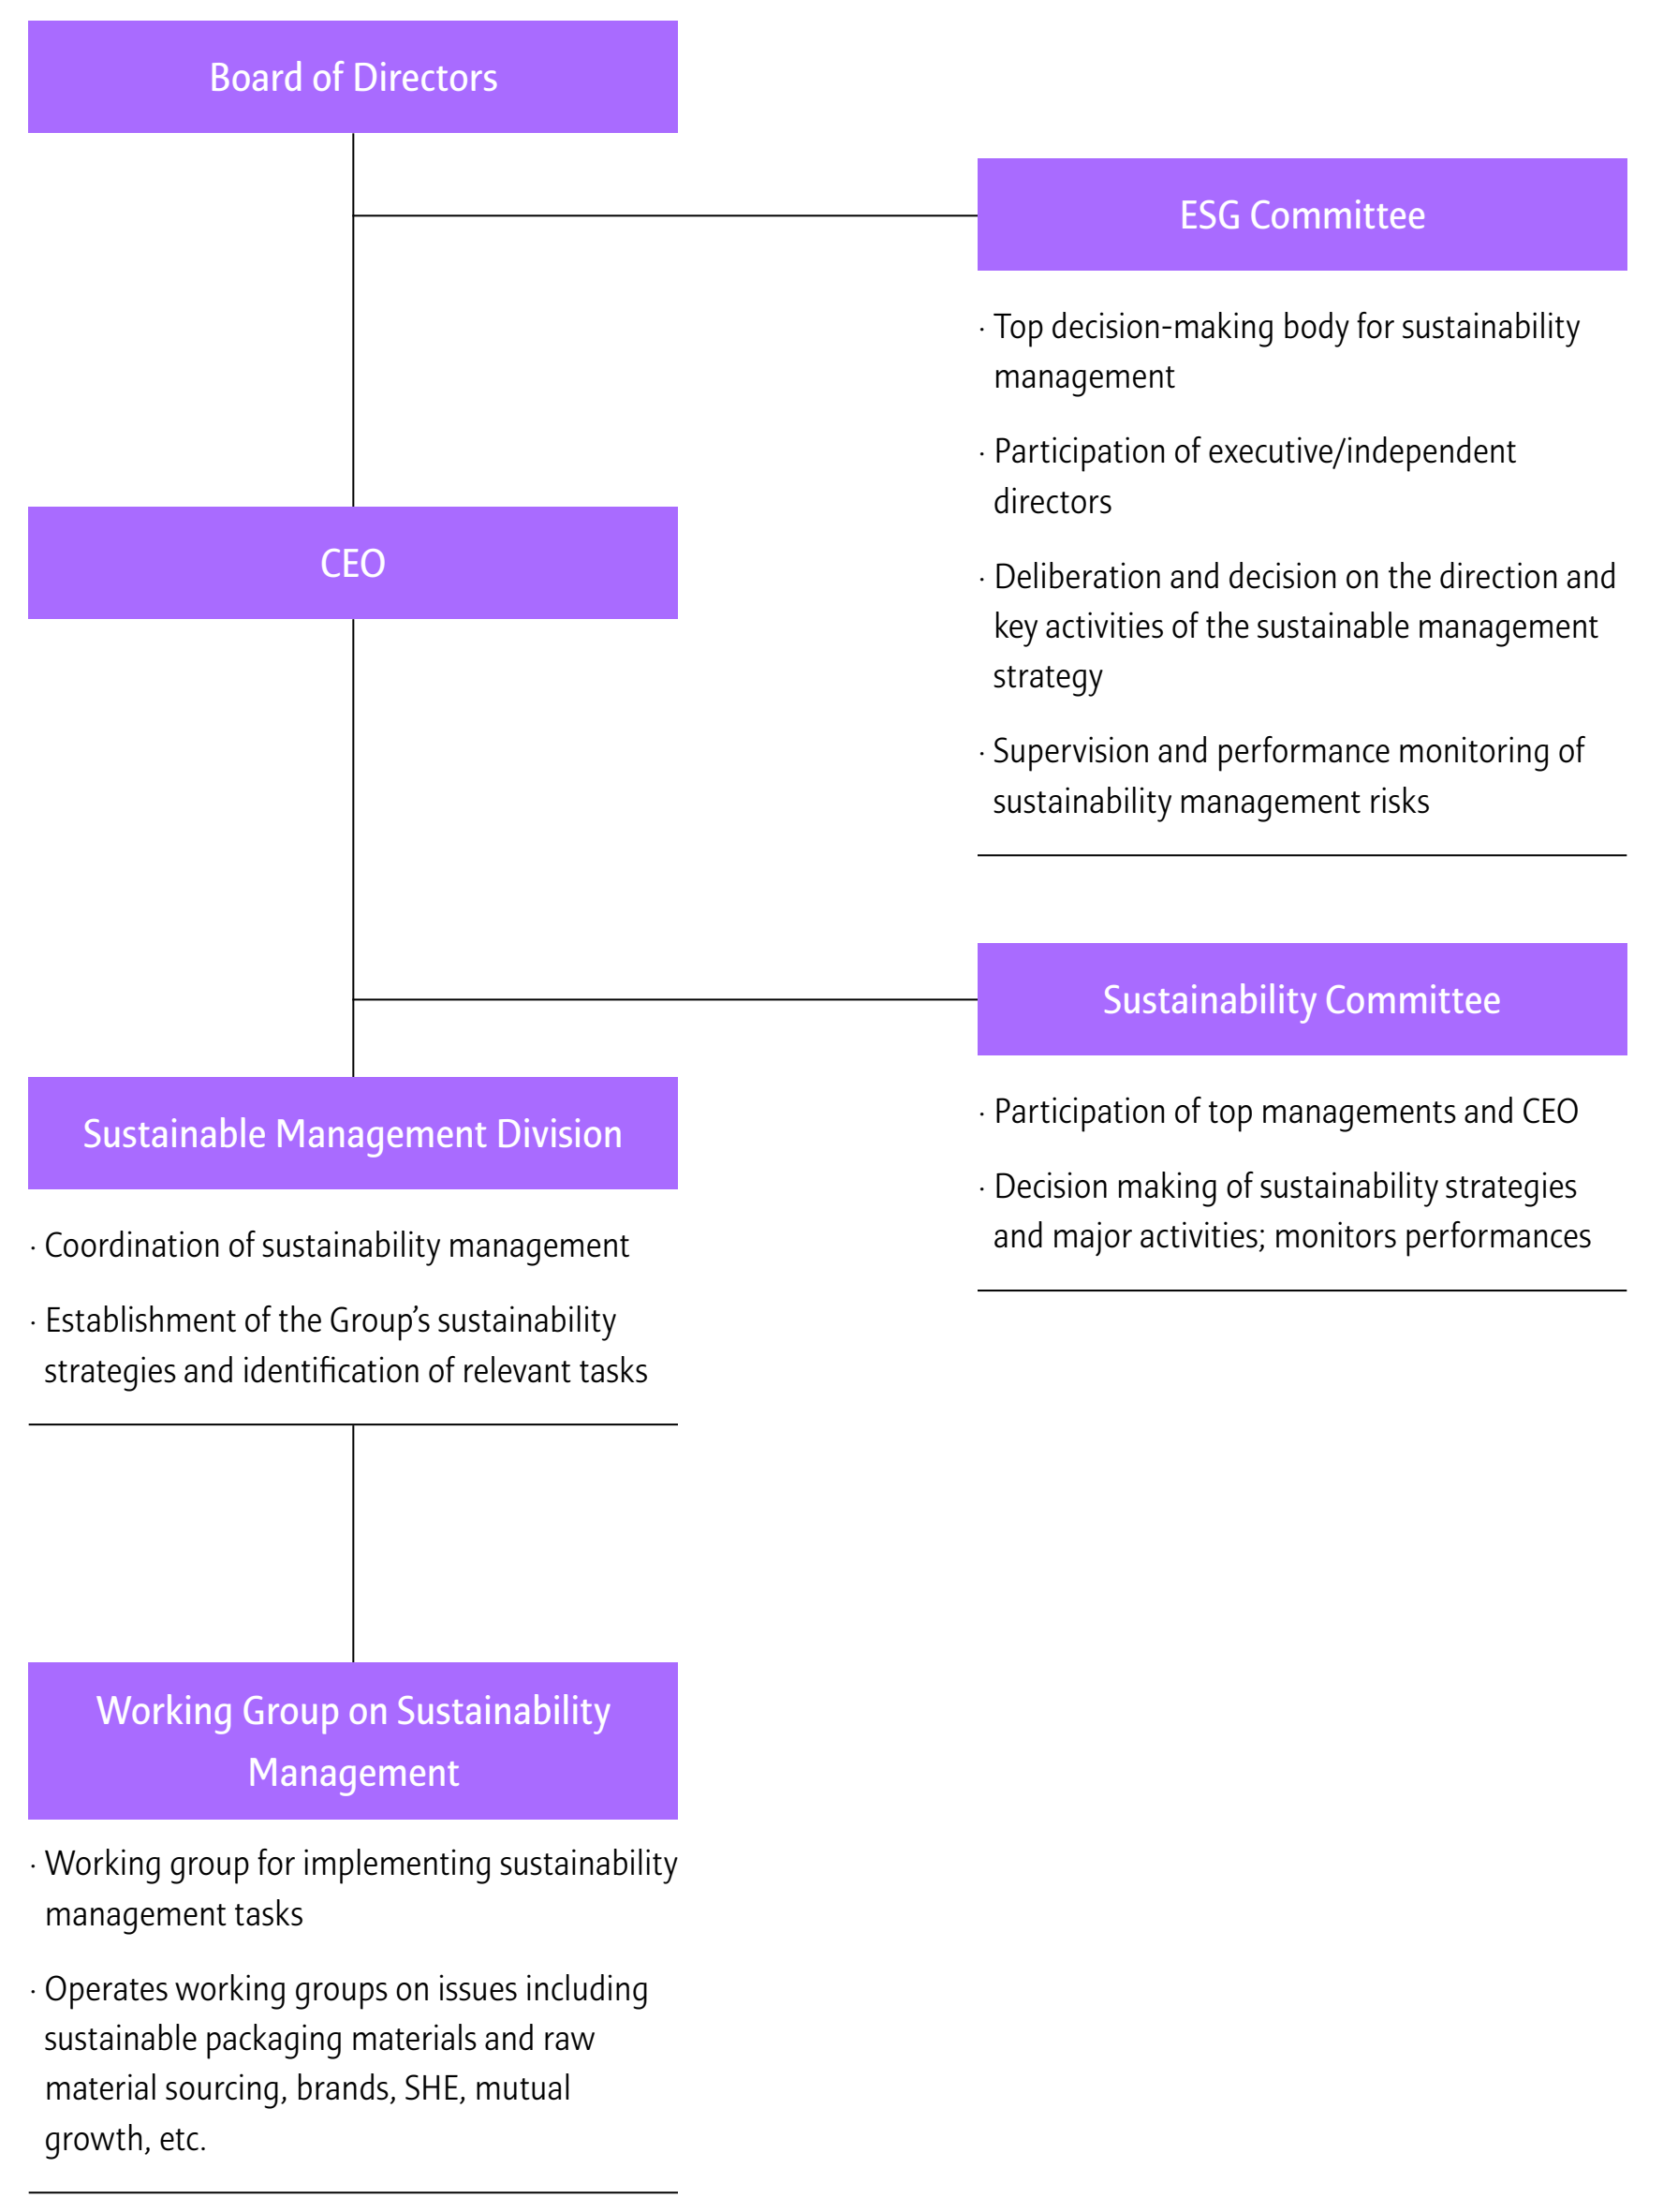 Board of Directors
ESG Committee
· Top decision-making body for sustainability
management
· Participation of executive/independent
directors
· Deliberation and decision on the direction and
key activities of the sustainable management
strategy
· Supervision and performance monitoring of
sustainability management risks
CEO
Sustainability Committee
· Participation of top managements and CEO
· Decision making of sustainability strategies
and major activities; monitors performances
Sustainable Management Division
· Coordination of sustainability management
· Establishment of the Group’s sustainability
strategies and identification of relevant tasks
Working Group on Sustainability
Management
· Working group for implementing sustainability
management tasks
· Operates working groups on issues including
sustainable packaging materials and raw
material sourcing, brands, SHE, mutual
growth, etc.